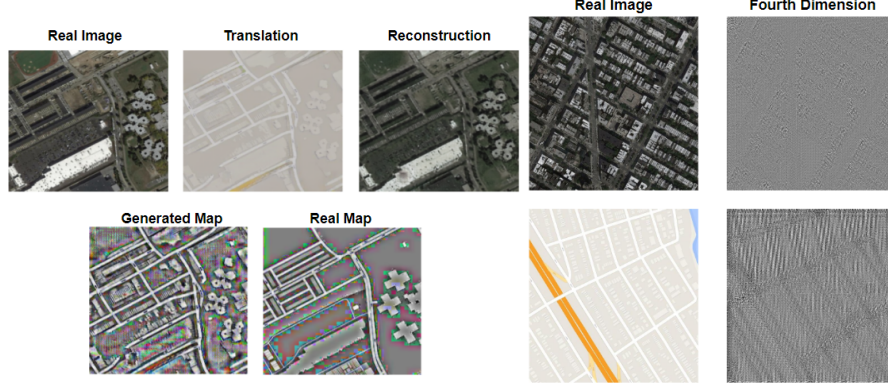 Real Image
Translation
Reconstruction
Real Image
Fourth Dimension
Generated Map
Real Map